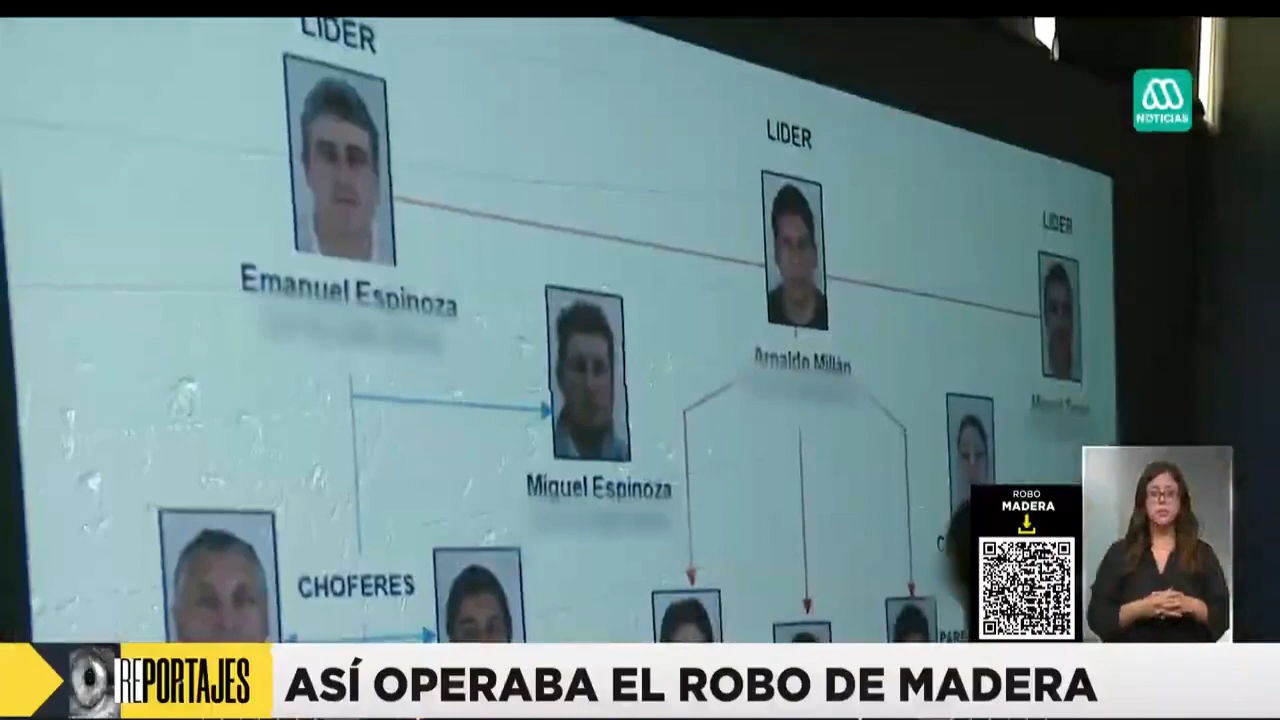 LIDER
LIDER
LIDER
NOTICIAS
Emanuel Espinoza
Arnaldo Millán
Miguel Espinoza
CHOFERES
ROBO
MADERA
REPORTAJES
ASÍ OPERABA EL ROBO DE MADERA